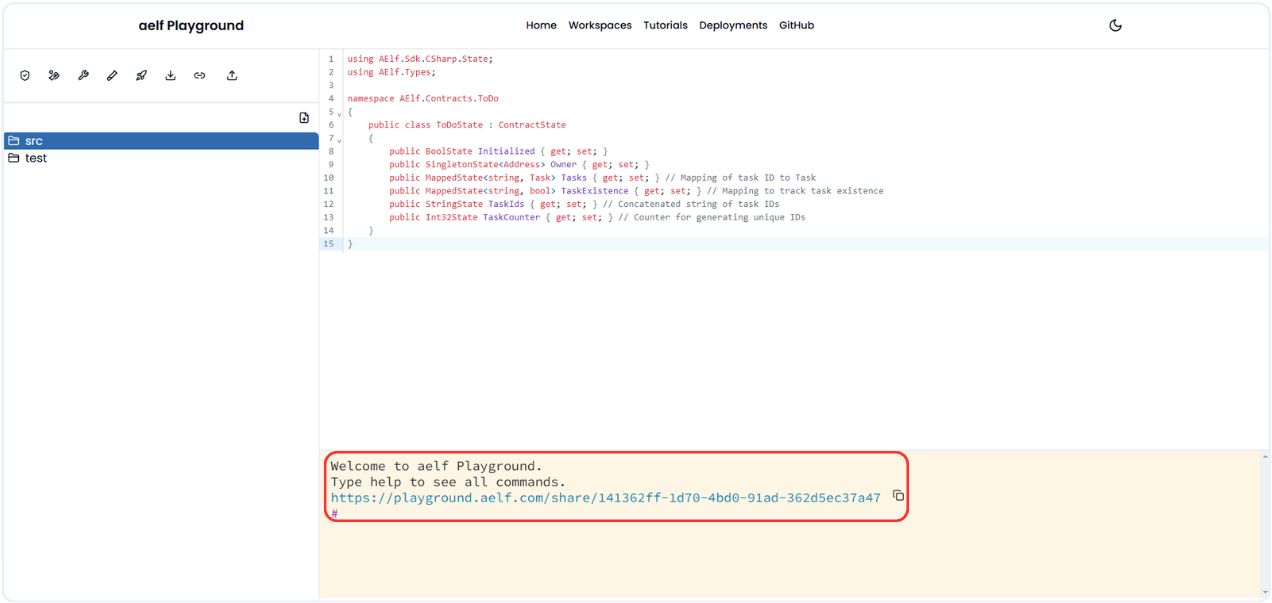 aelf Playground
Home Workspaces Tutorials Deployments GitHub
src
test
1 using AElf.Sdk.CSharp.State;
2 using AElf.Types;
3
4 namespace AElf.Contracts.ToDo
5 {
6     public class ToDoState : ContractState
7     {
8         public BoolState Initialized { get; set; }
9         public SingletonState<Address> Owner { get; set; }
10         public MappedState<string, Task> Tasks { get; set; } // Mapping of task ID to Task
11         public MappedState<string, bool> TaskExistence { get; set; } // Mapping to track task existence
12         public StringState TaskIds { get; set; } // Concatenated string of task IDs
13         public Int32State TaskCounter { get; set; } // Counter for generating unique IDs
14     }
15 }
Welcome to aelf Playground.
Type help to see all commands.
https://playground.aelf.com/share/141362ff-1d70-4bd0-91ad-362d5ec37a47
#